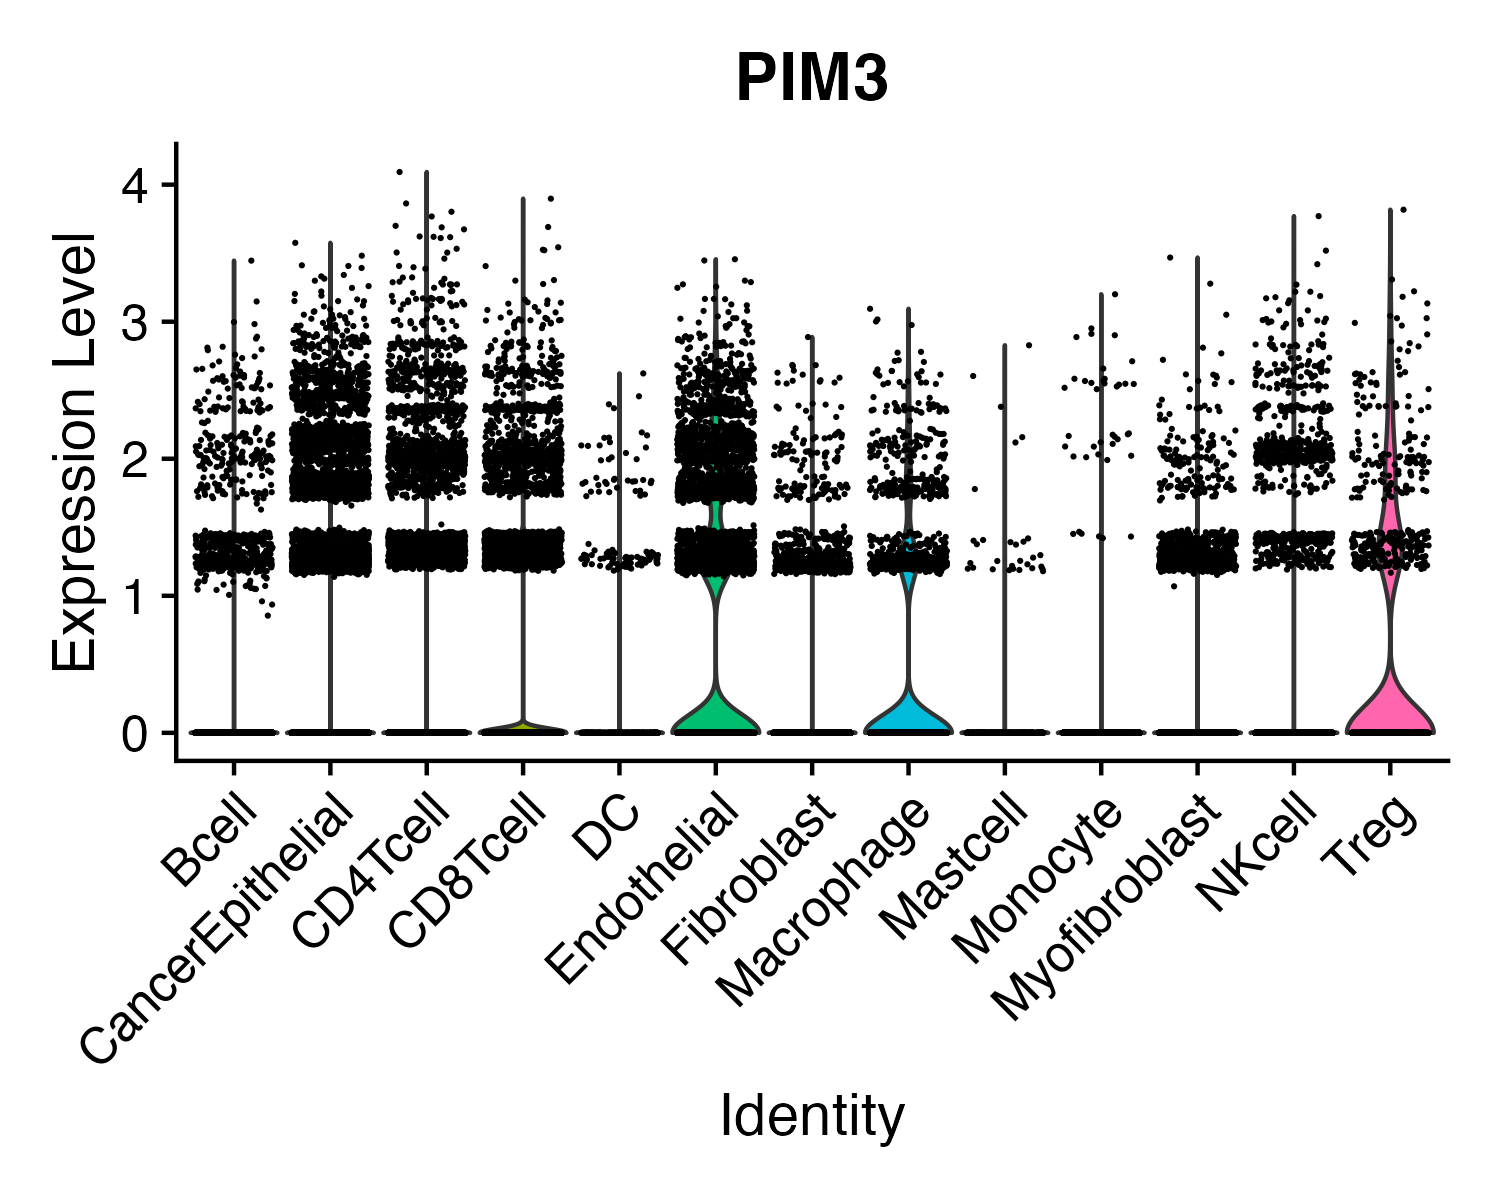 PIM3
Expression Level
4
3
2
1
0
Bcell
CancerEpithelial
CD4Tcell
CD8Tcell
DC
Endothelial
Fibroblast
Macrophage
Mastcell
Monocyte
Myofibroblast
NKcell
Treg
Identity